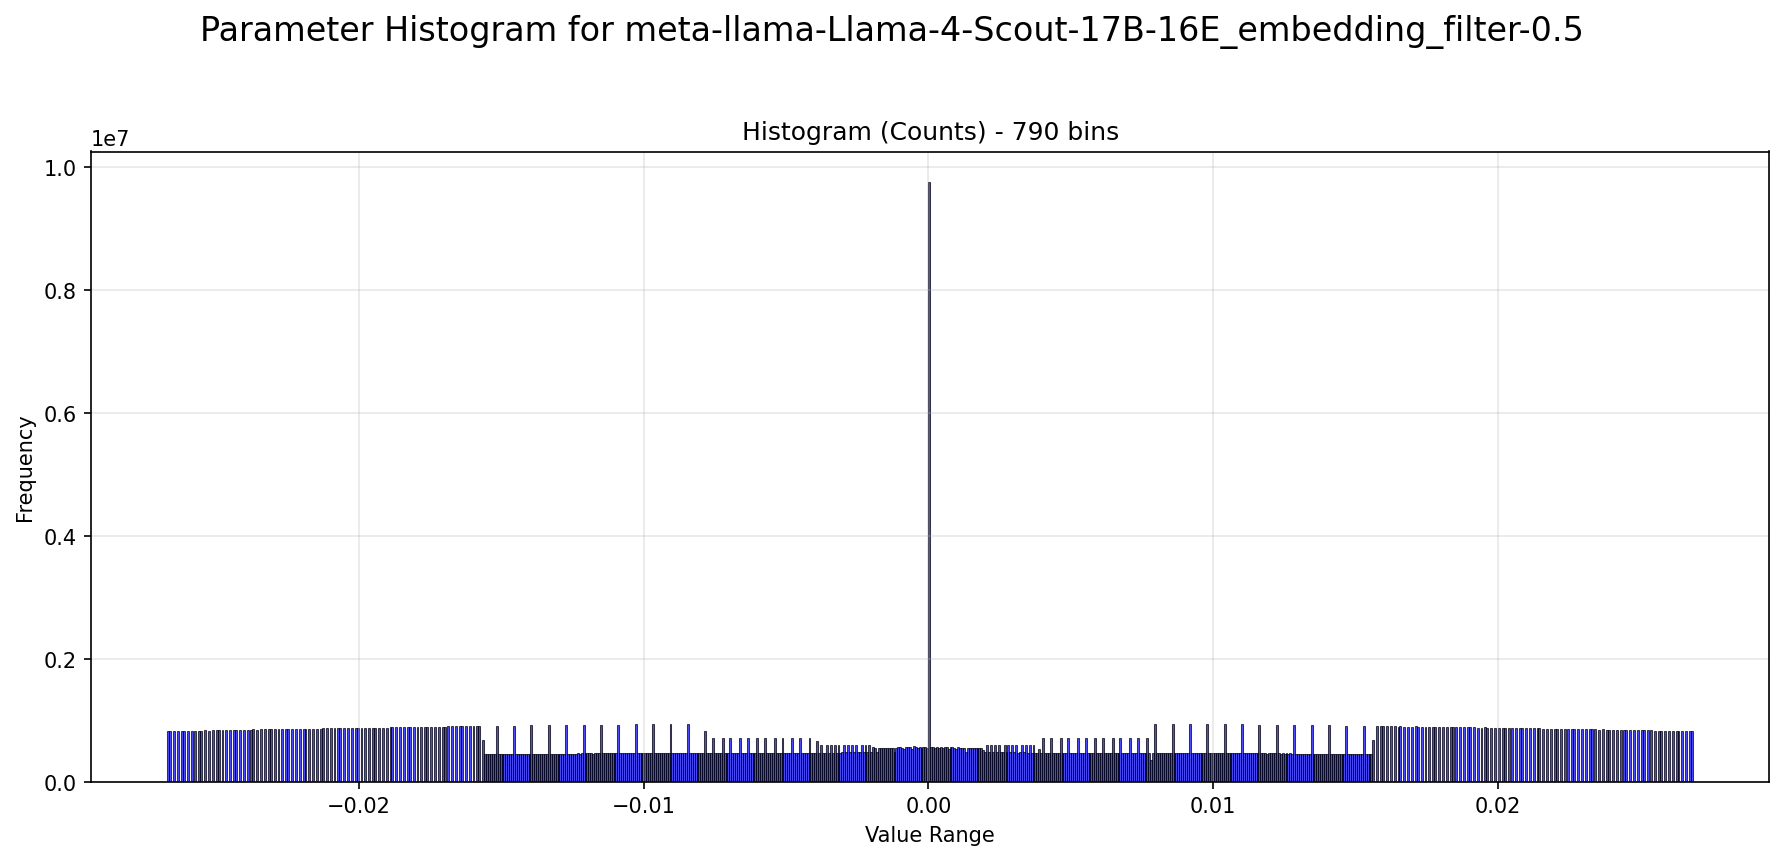 Parameter Histogram for meta-llama-Llama-4-Scout-17B-16E_embedding_filter-0.5
Histogram (Counts) - 790 bins
1e7
1.0
0.8
0.6
0.4
0.2
0.0
Frequency
−0.02
−0.01
0.00
0.01
0.02
Value Range